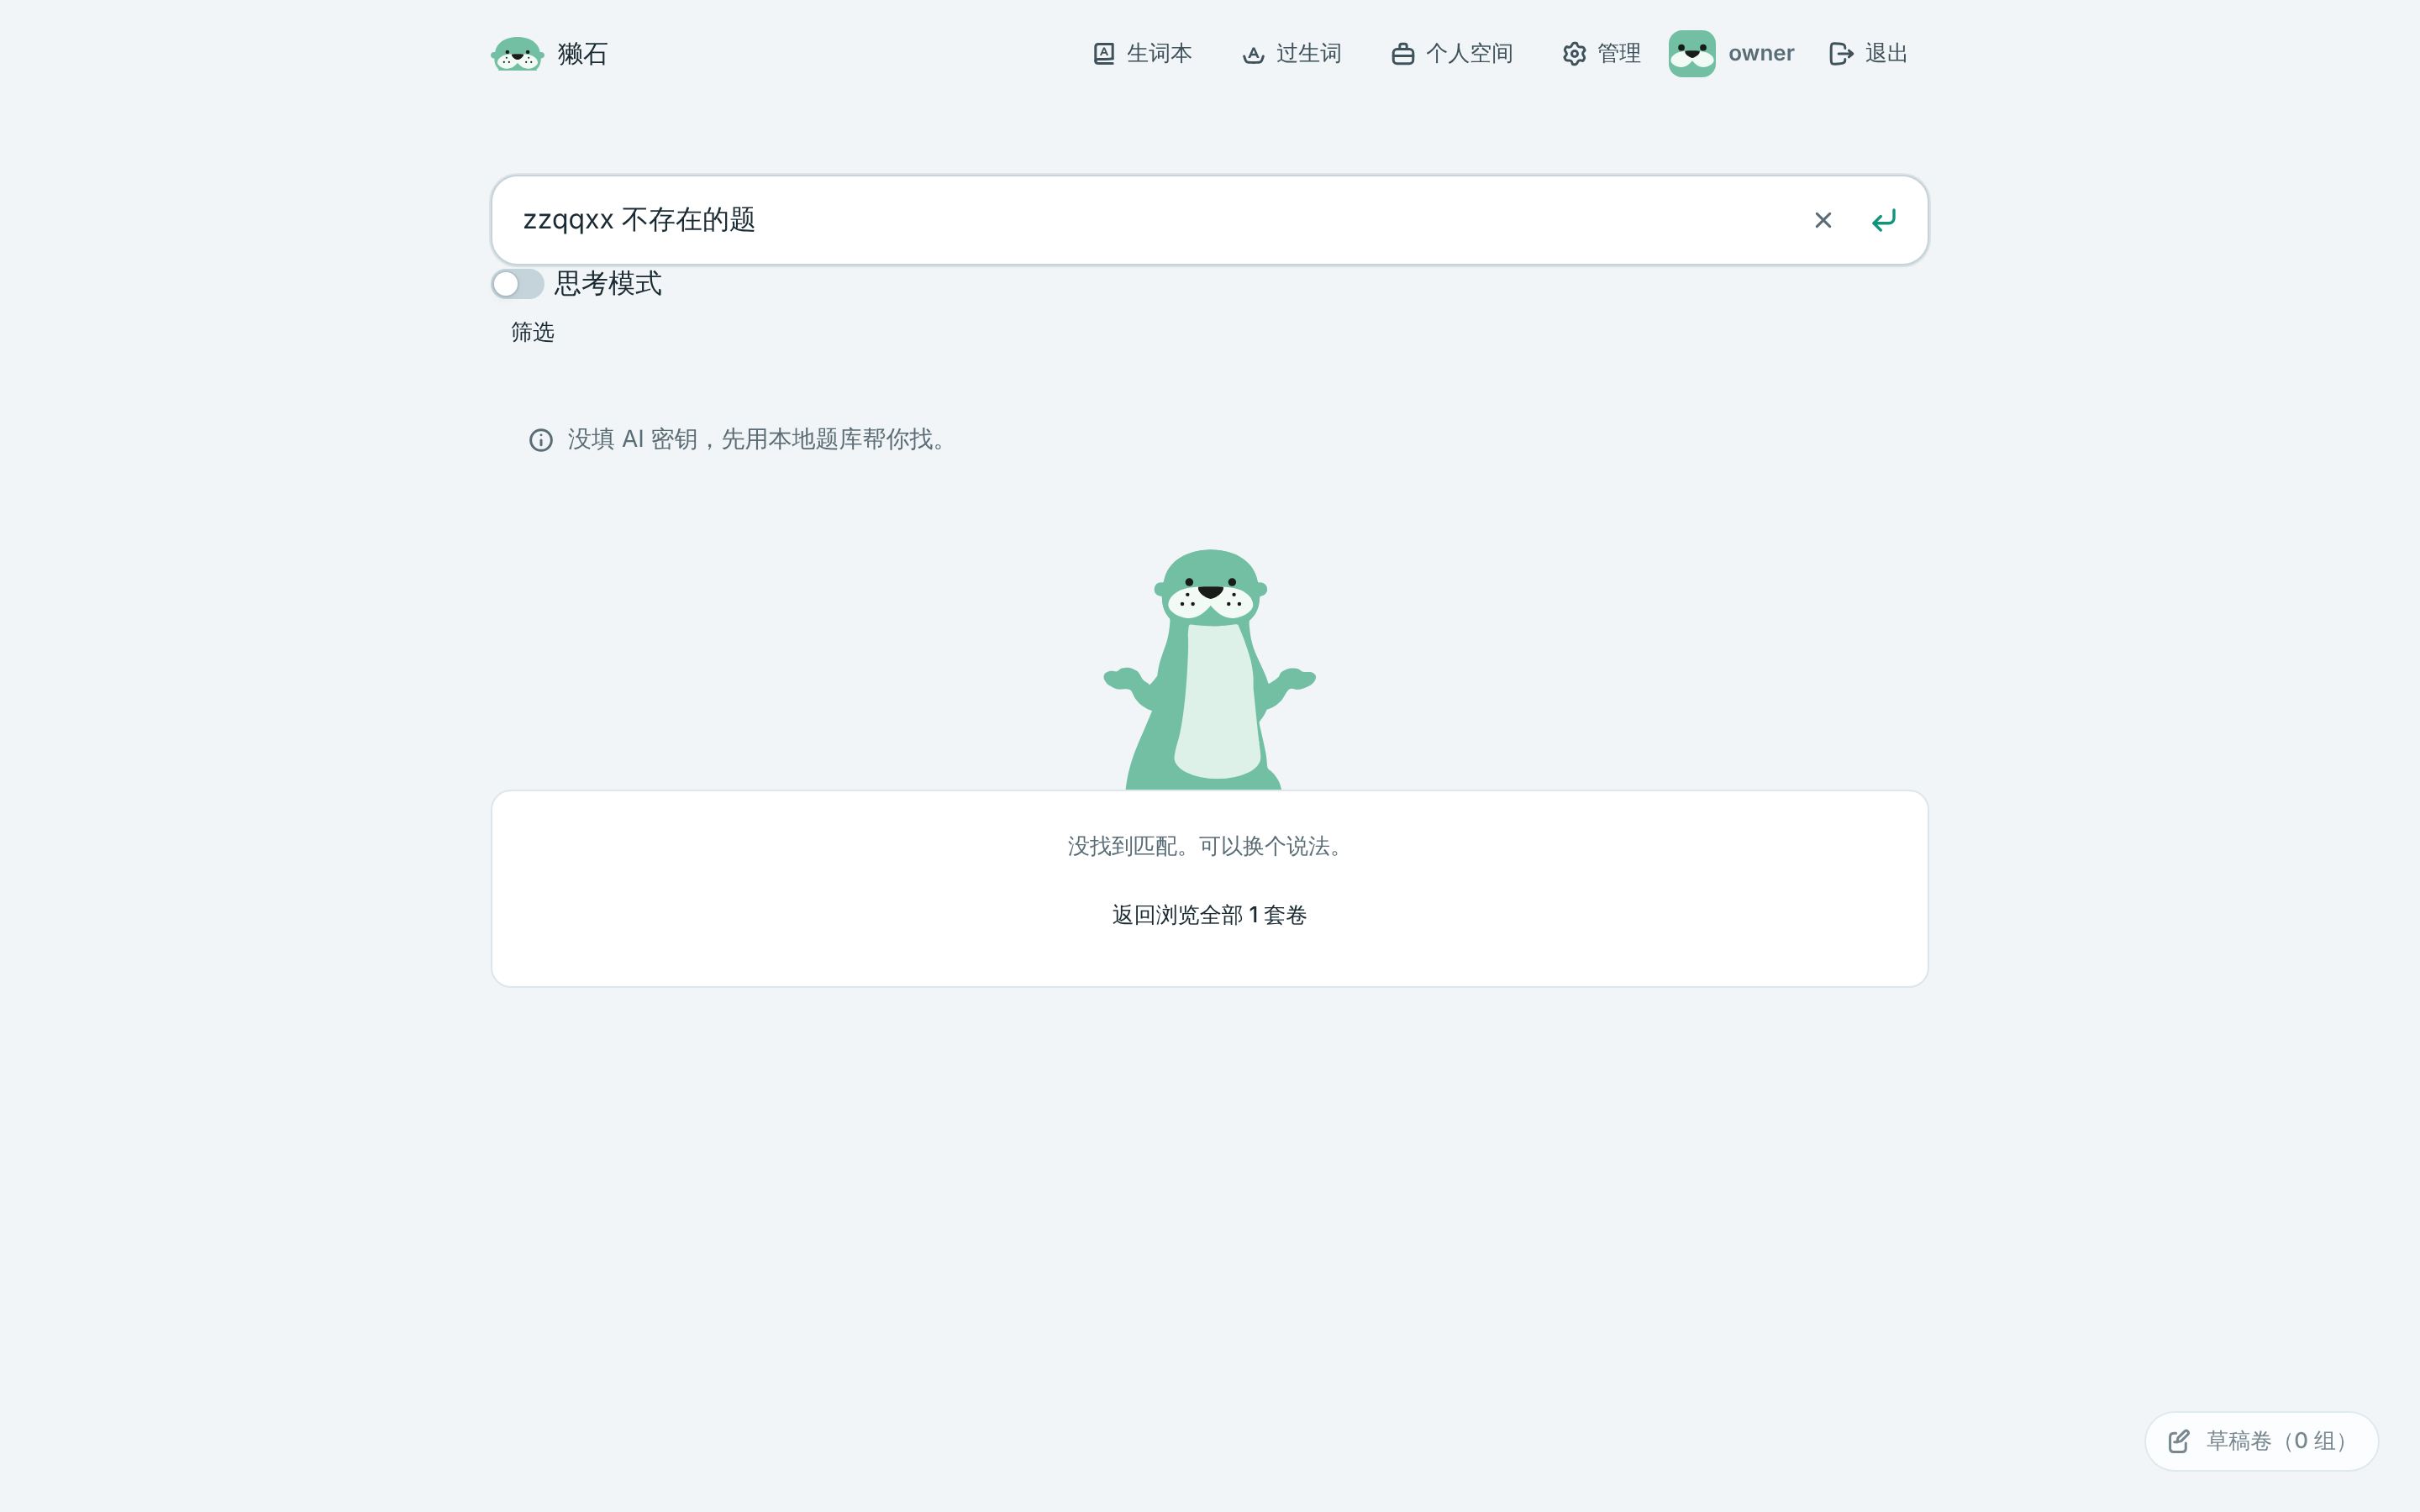 獭石
生词本
过生词
个人空间
管理
owner
退出
zzqqxx 不存在的题
思考模式
筛选
没填 AI 密钥，先用本地题库帮你找。
没找到匹配。可以换个说法。
返回浏览全部 1 套卷
草稿卷（0 组）